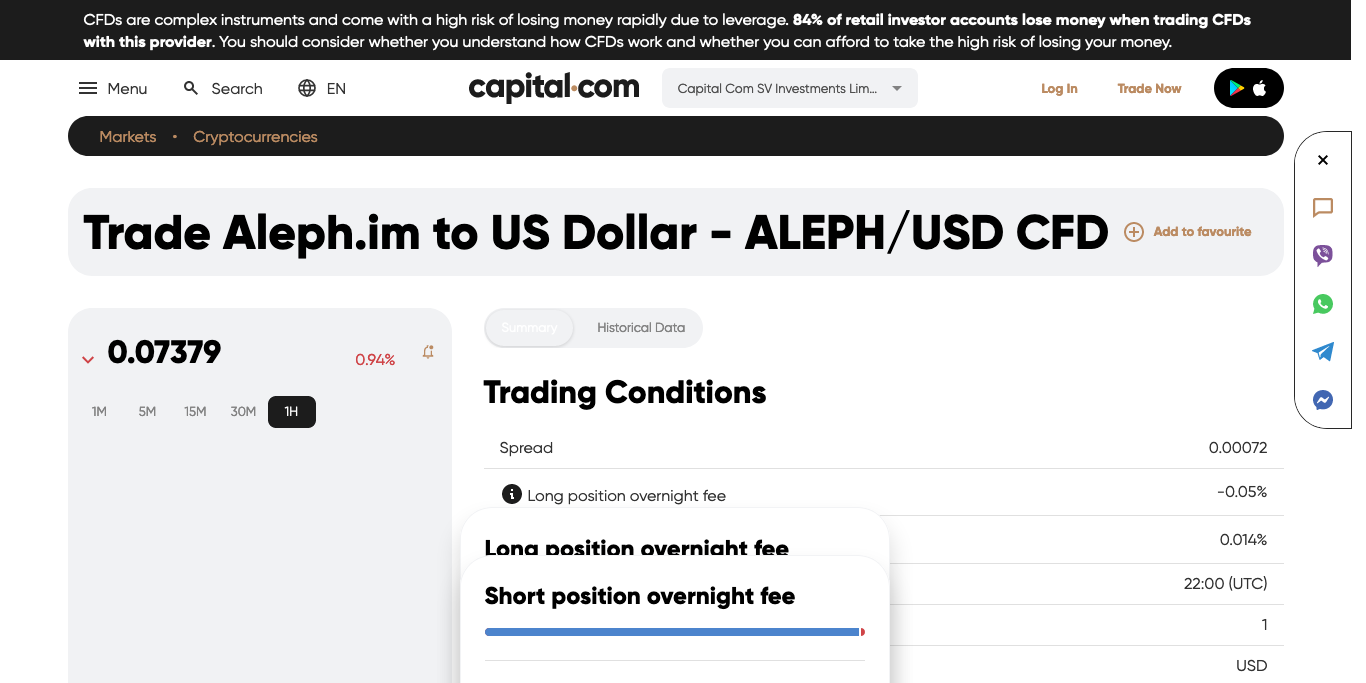 CFDs are complex instruments and come with a high risk of losing money rapidly due to leverage. 84% of retail investor accounts lose money when trading CFDs
with this provider. You should consider whether you understand how CFDs work and whether you can afford to take the high risk of losing your money.
Menu Search EN capital.com Capital Com SV Investments Lim... Log In Trade Now
Markets • Cryptocurrencies
Trade Aleph.im to US Dollar - ALEPH/USD CFD Add to favourite
0.07379 0.94%
1M 5M 15M 30M 1H
Summary Historical Data
Trading Conditions
Spread 0.00072
Long position overnight fee -0.05%
Long position overnight fee 0.014%
Short position overnight fee 22:00 (UTC)
1
USD